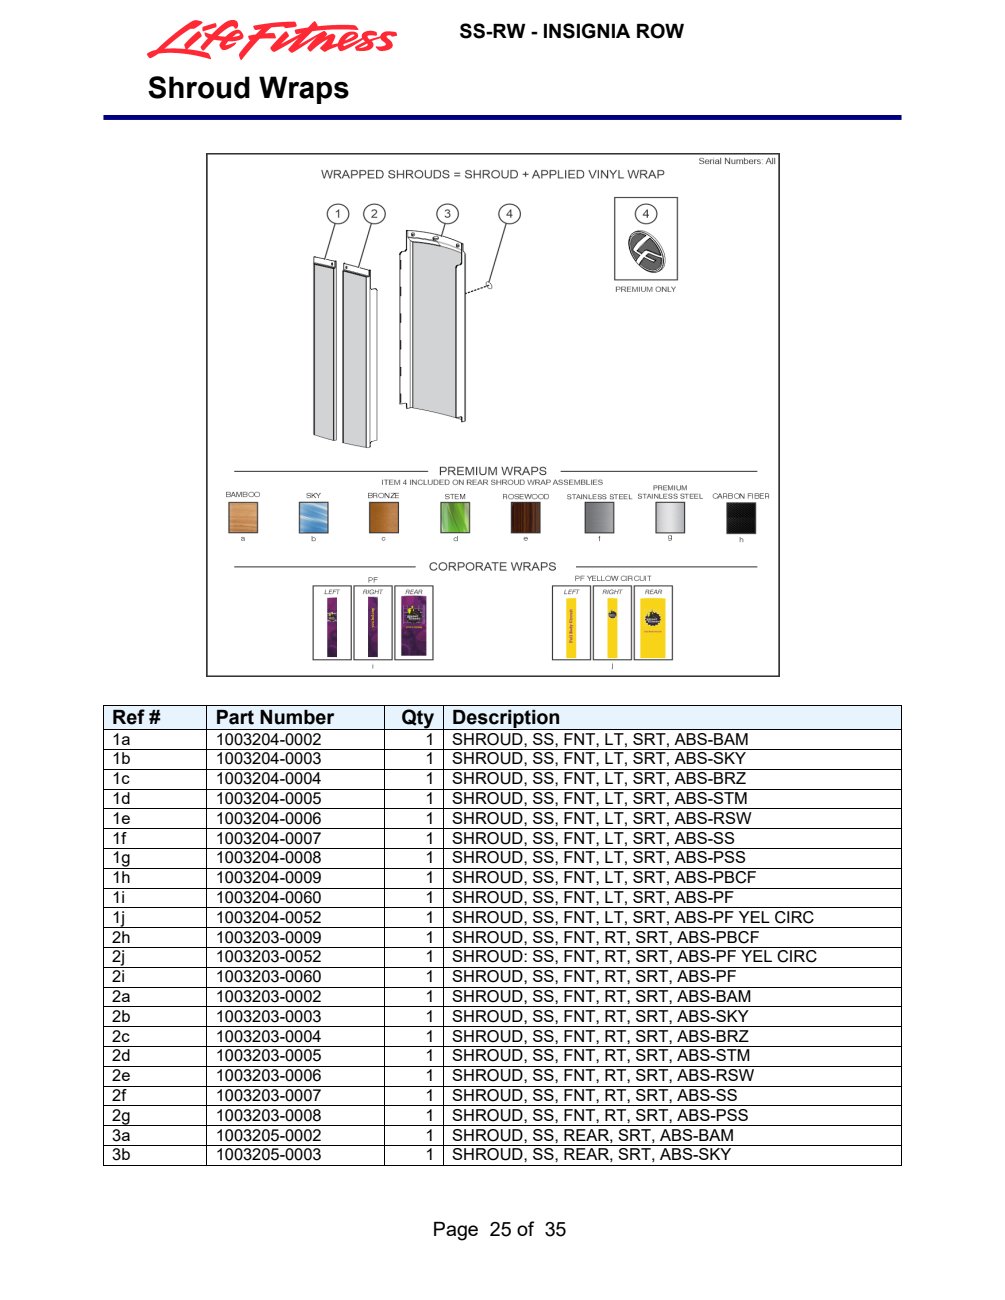 Life Fitness
SS-RW - INSIGNIA ROW
Shroud Wraps
Serial Numbers: All
WRAPPED SHROUDS = SHROUD + APPLIED VINYL WRAP
1 2 3 4 4
LF
PREMIUM ONLY
PREMIUM WRAPS
ITEM 4 INCLUDED ON REAR SHROUD WRAP ASSEMBLIES
BAMBOO SKY BRONZE STEM ROSEWOOD STAINLESS STEEL PREMIUM STAINLESS STEEL CARBON FIBER
a b c d e f g h
CORPORATE WRAPS
PF PF YELLOW CIRCUIT
LEFT RIGHT REAR LEFT RIGHT REAR
Full Body Circuit
i j
Ref # Part Number Qty Description
1a 1003204-0002 1 SHROUD, SS, FNT, LT, SRT, ABS-BAM
1b 1003204-0003 1 SHROUD, SS, FNT, LT, SRT, ABS-SKY
1c 1003204-0004 1 SHROUD, SS, FNT, LT, SRT, ABS-BRZ
1d 1003204-0005 1 SHROUD, SS, FNT, LT, SRT, ABS-STM
1e 1003204-0006 1 SHROUD, SS, FNT, LT, SRT, ABS-RSW
1f 1003204-0007 1 SHROUD, SS, FNT, LT, SRT, ABS-SS
1g 1003204-0008 1 SHROUD, SS, FNT, LT, SRT, ABS-PSS
1h 1003204-0009 1 SHROUD, SS, FNT, LT, SRT, ABS-PBCF
1i 1003204-0060 1 SHROUD, SS, FNT, LT, SRT, ABS-PF
1j 1003204-0052 1 SHROUD, SS, FNT, LT, SRT, ABS-PF YEL CIRC
2h 1003203-0009 1 SHROUD, SS, FNT, RT, SRT, ABS-PBCF
2j 1003203-0052 1 SHROUD: SS, FNT, RT, SRT, ABS-PF YEL CIRC
2i 1003203-0060 1 SHROUD, SS, FNT, RT, SRT, ABS-PF
2a 1003203-0002 1 SHROUD, SS, FNT, RT, SRT, ABS-BAM
2b 1003203-0003 1 SHROUD, SS, FNT, RT, SRT, ABS-SKY
2c 1003203-0004 1 SHROUD, SS, FNT, RT, SRT, ABS-BRZ
2d 1003203-0005 1 SHROUD, SS, FNT, RT, SRT, ABS-STM
2e 1003203-0006 1 SHROUD, SS, FNT, RT, SRT, ABS-RSW
2f 1003203-0007 1 SHROUD, SS, FNT, RT, SRT, ABS-SS
2g 1003203-0008 1 SHROUD, SS, FNT, RT, SRT, ABS-PSS
3a 1003205-0002 1 SHROUD, SS, REAR, SRT, ABS-BAM
3b 1003205-0003 1 SHROUD, SS, REAR, SRT, ABS-SKY
Page 25 of 35